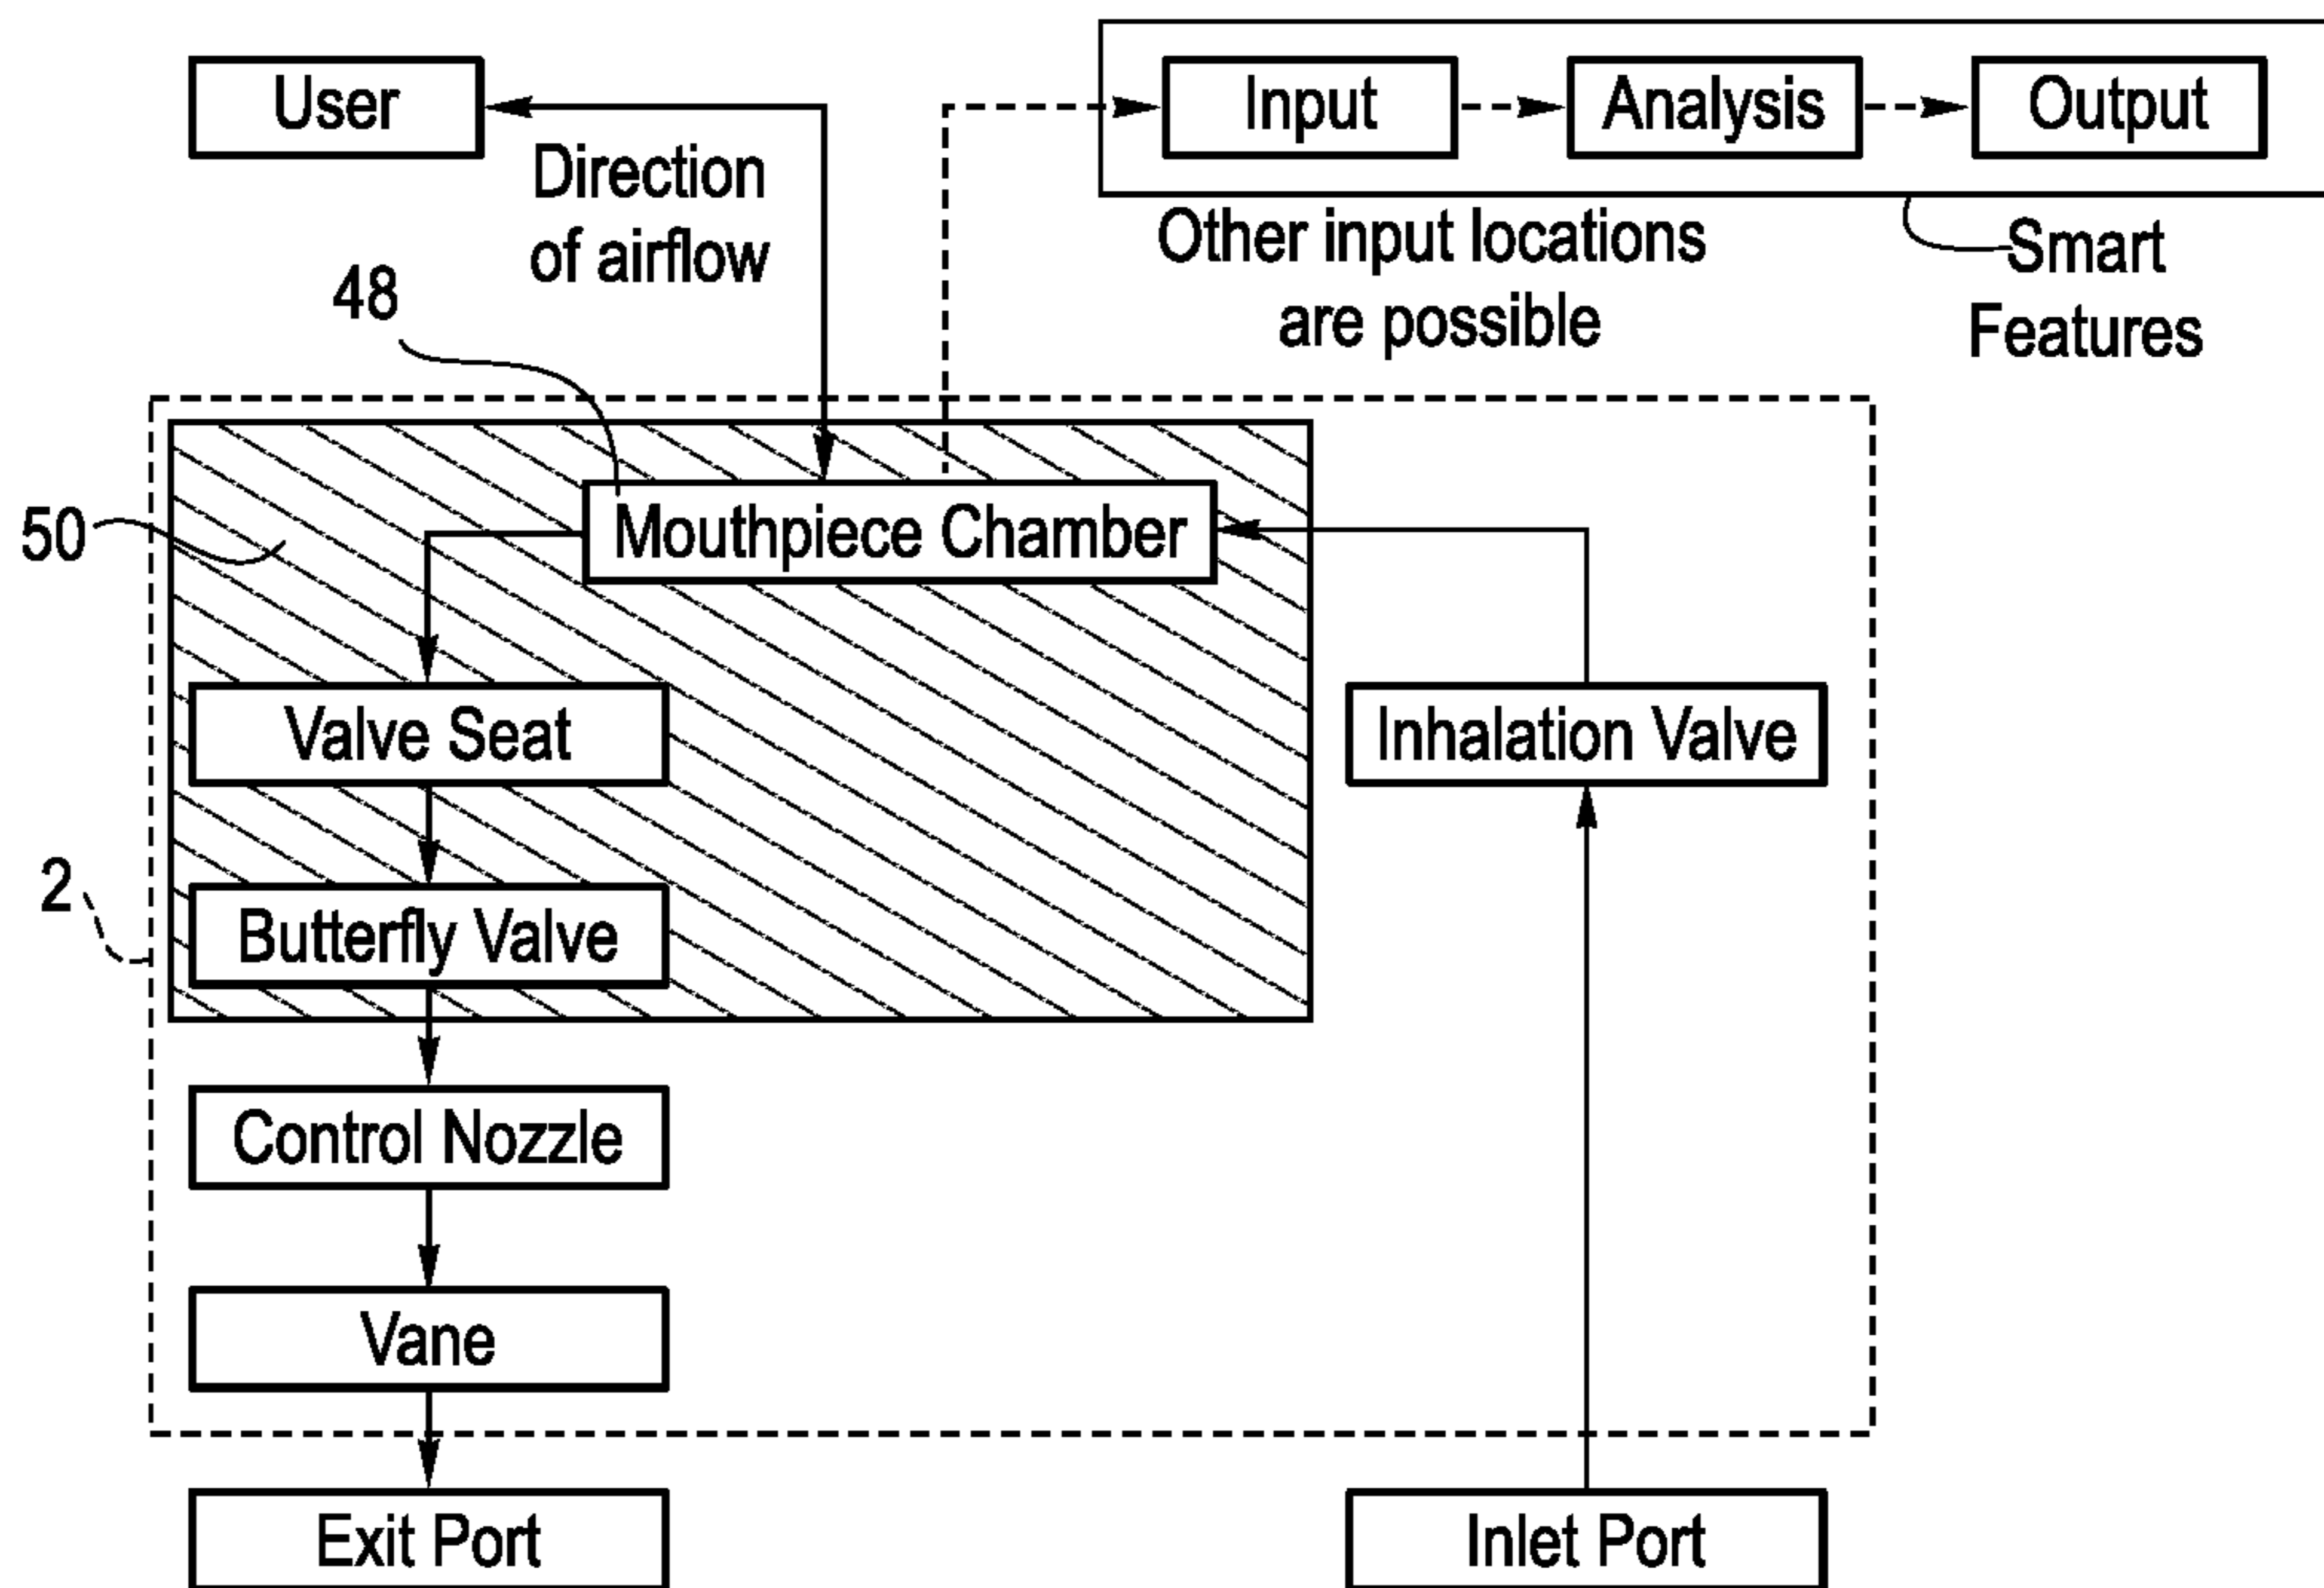 User
Input
Analysis
Output
Direction
of airflow
Other input locations
are possible
Smart
Features
48
50
Mouthpiece Chamber
Valve Seat
Inhalation Valve
2
Butterfly Valve
Control Nozzle
Vane
Exit Port
Inlet Port